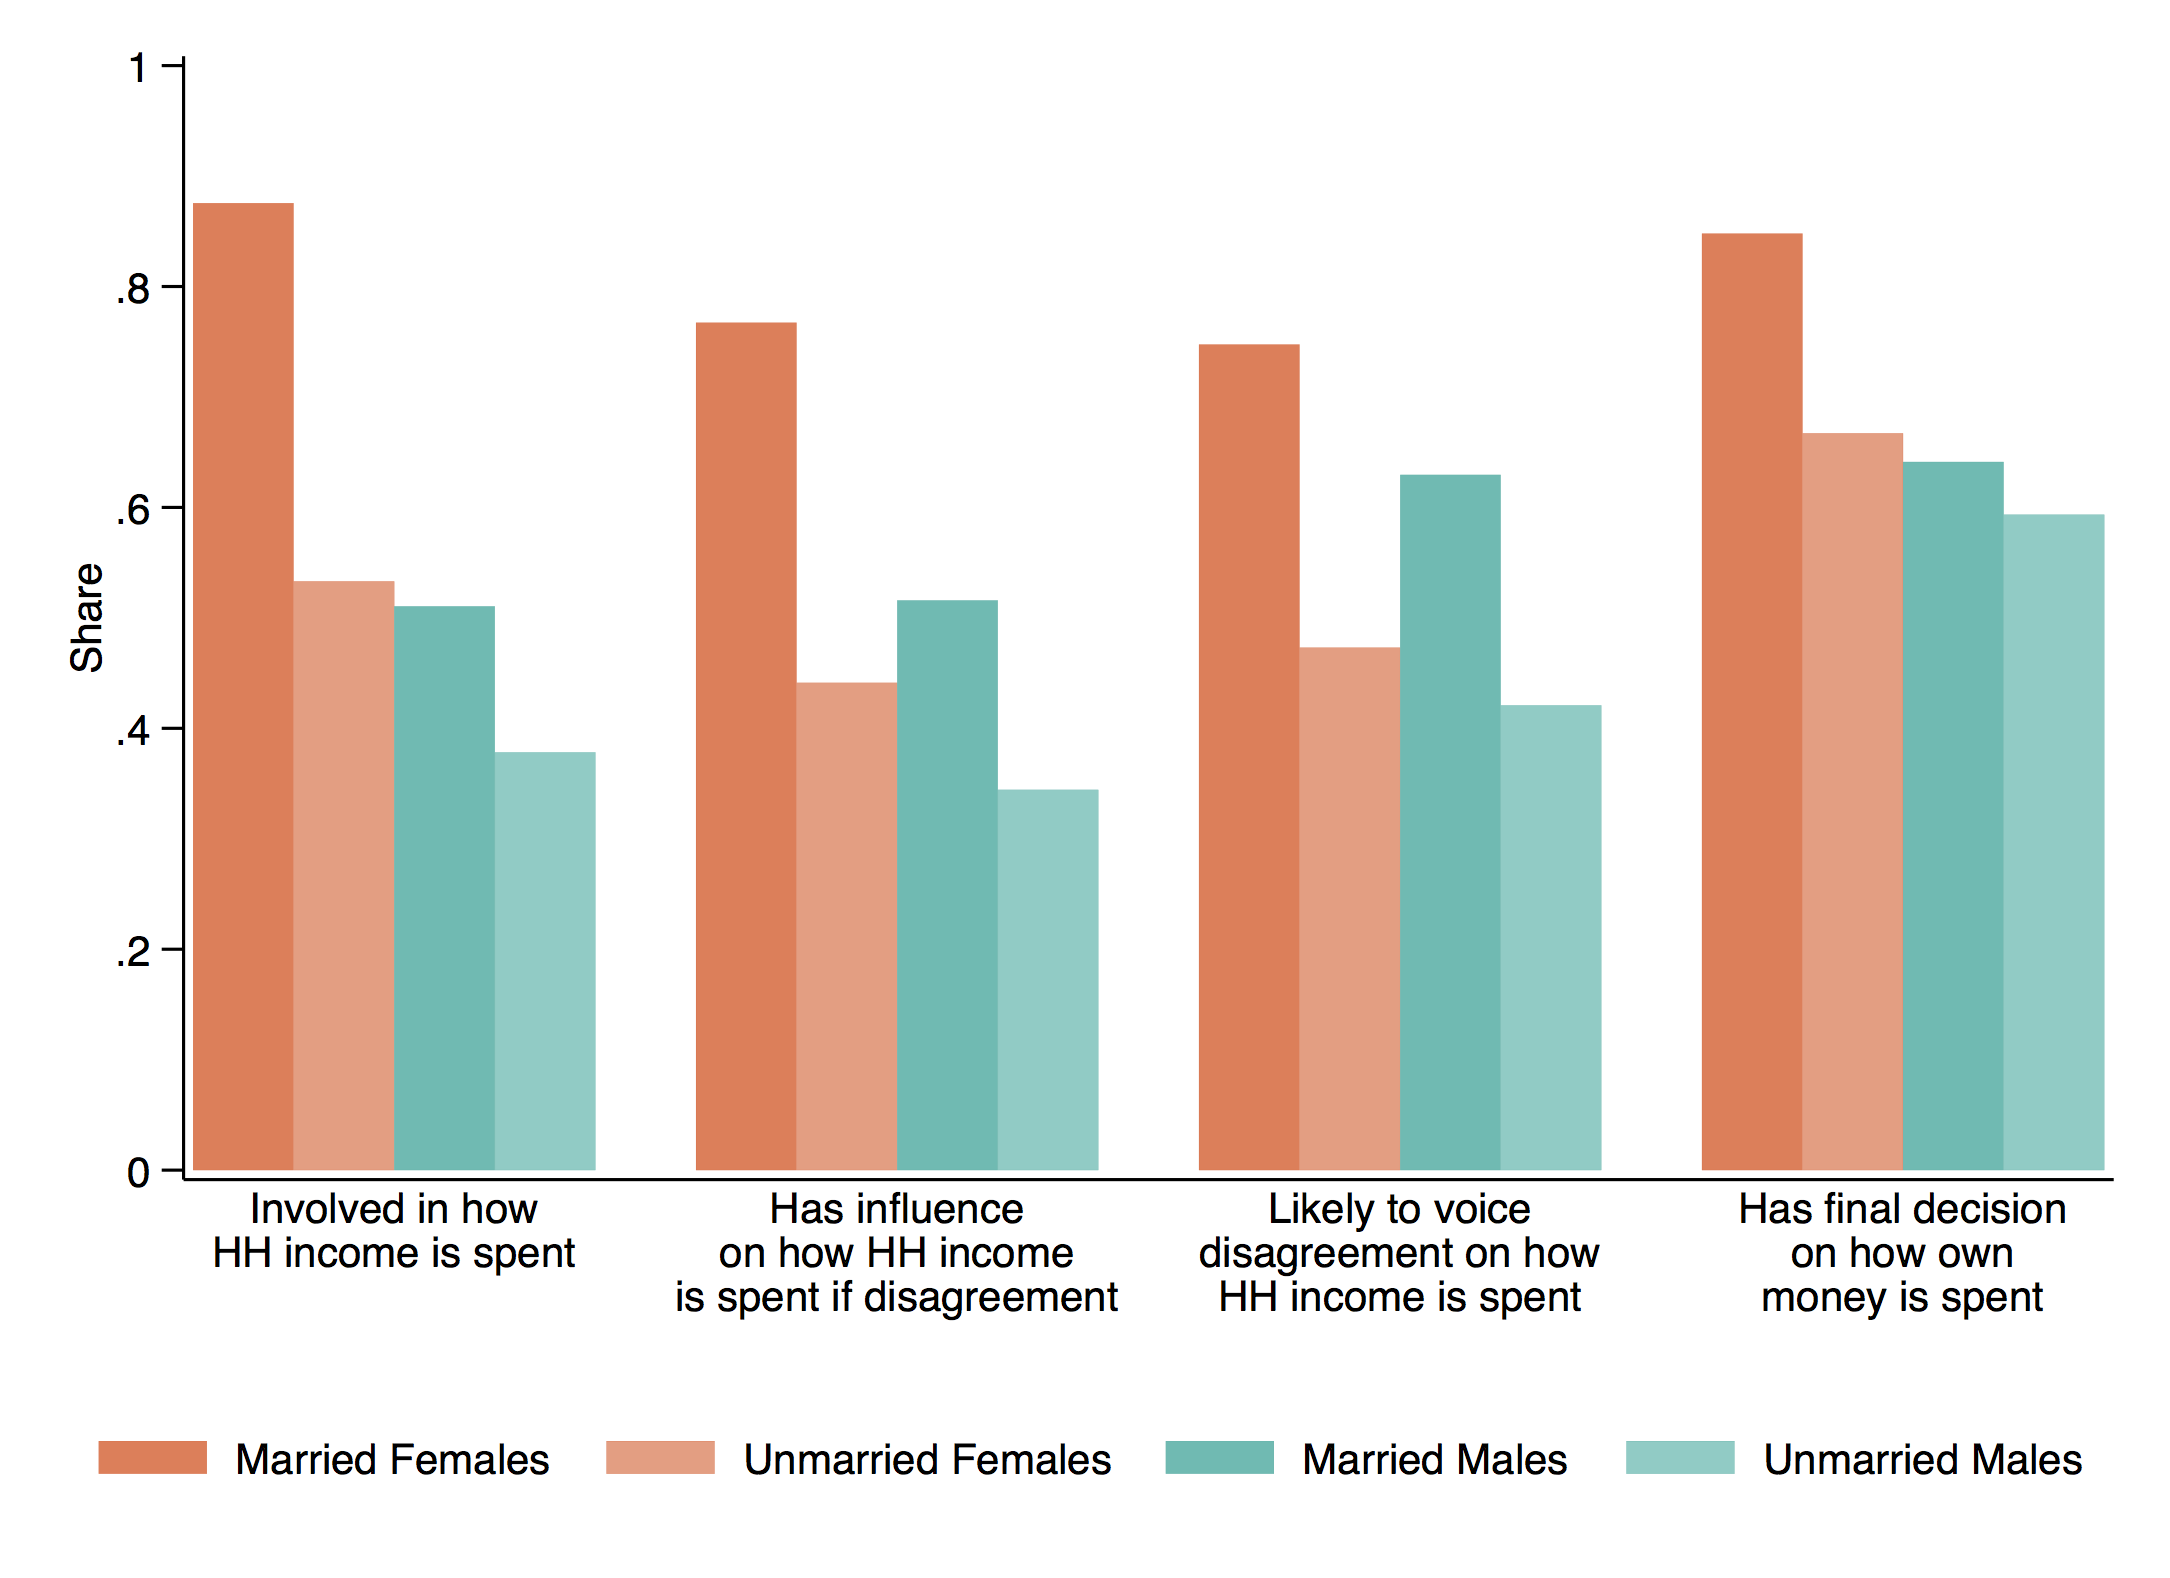 1
.8
.6
.4
.2
0
Share
Involved in how
HH income is spent
Has influence
on how HH income
is spent if disagreement
Likely to voice
disagreement on how
HH income is spent
Has final decision
on how own
money is spent
Married Females
Unmarried Females
Married Males
Unmarried Males